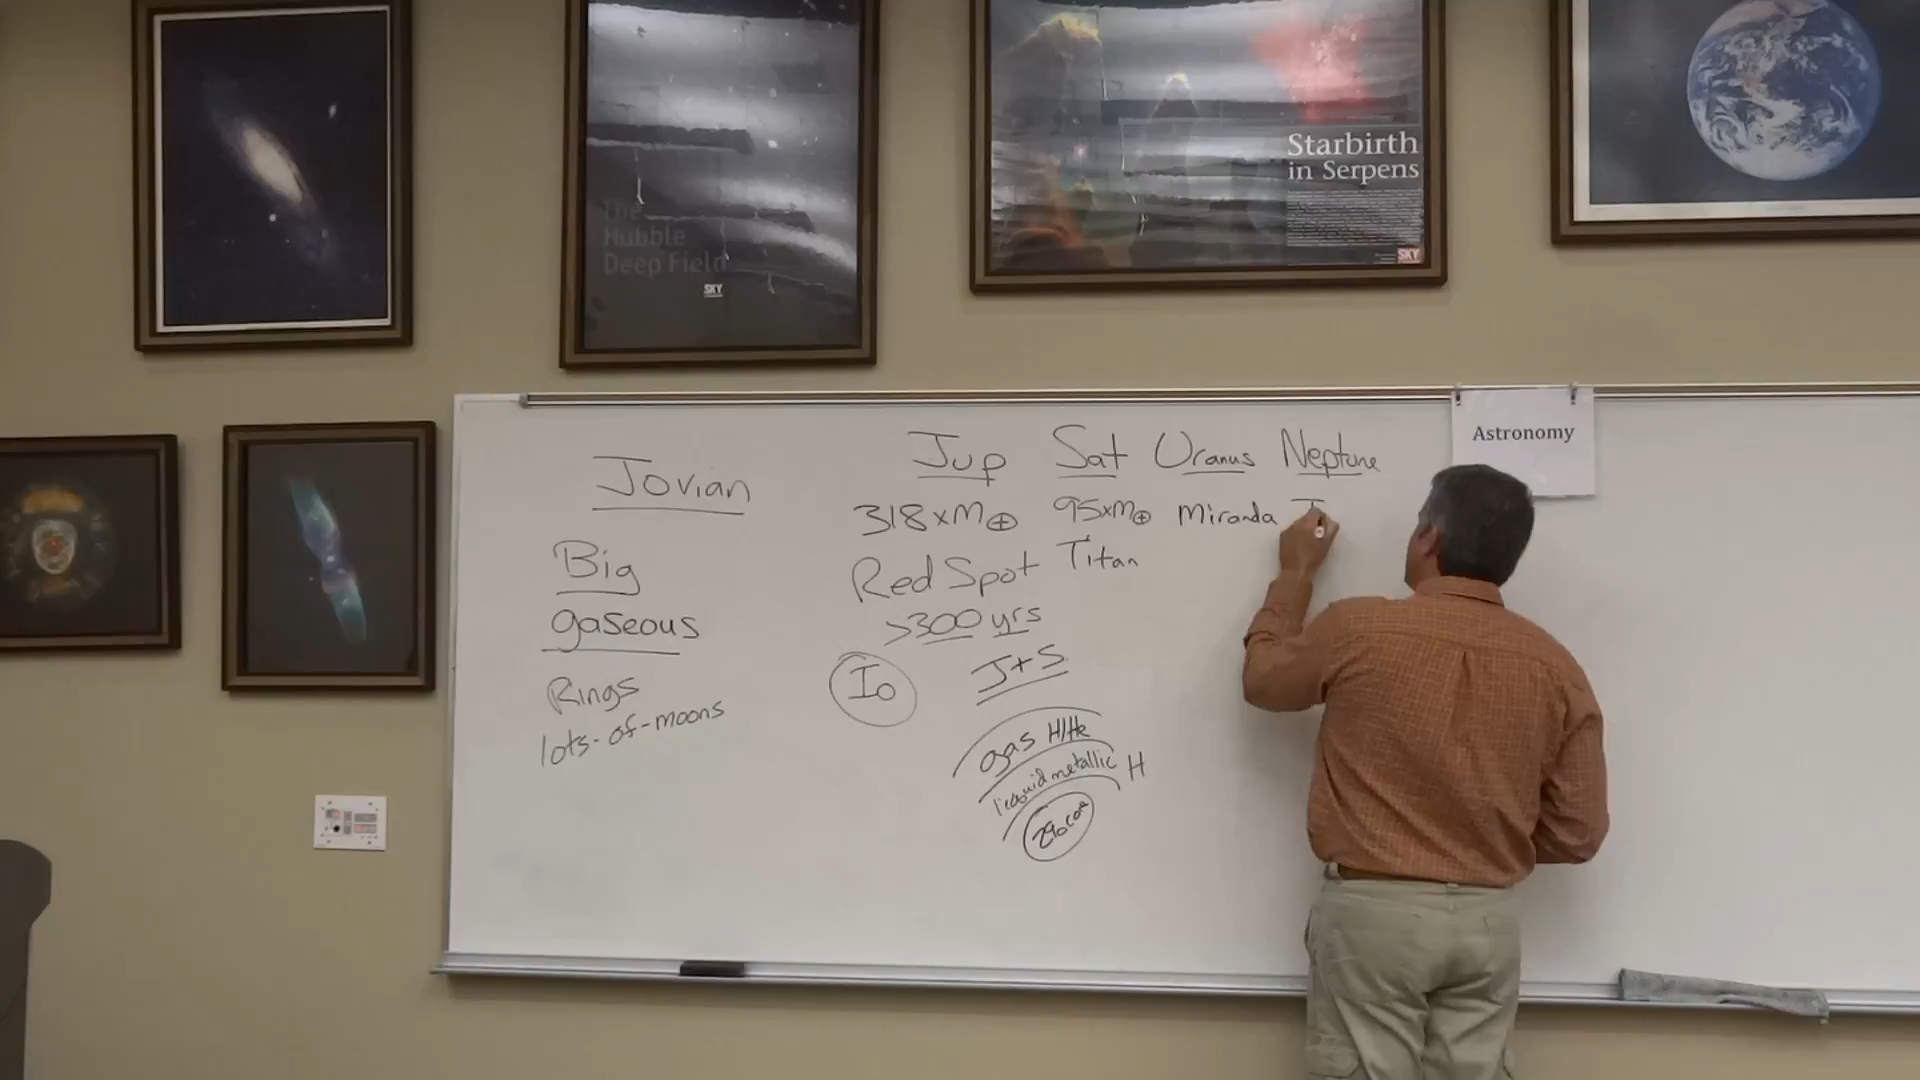 The
Hubble
Deep Field
SKY
Starbirth
in Serpens
SKY
Astronomy
Jovian
Big
gaseous
Rings
lots-of-moons
Jup Sat Uranus Neptune
318xM⊕ 95xM⊕ Miranda T
Red Spot Titan
>300 yrs
Io
J+S
gas H/He
liquid metallic H
core